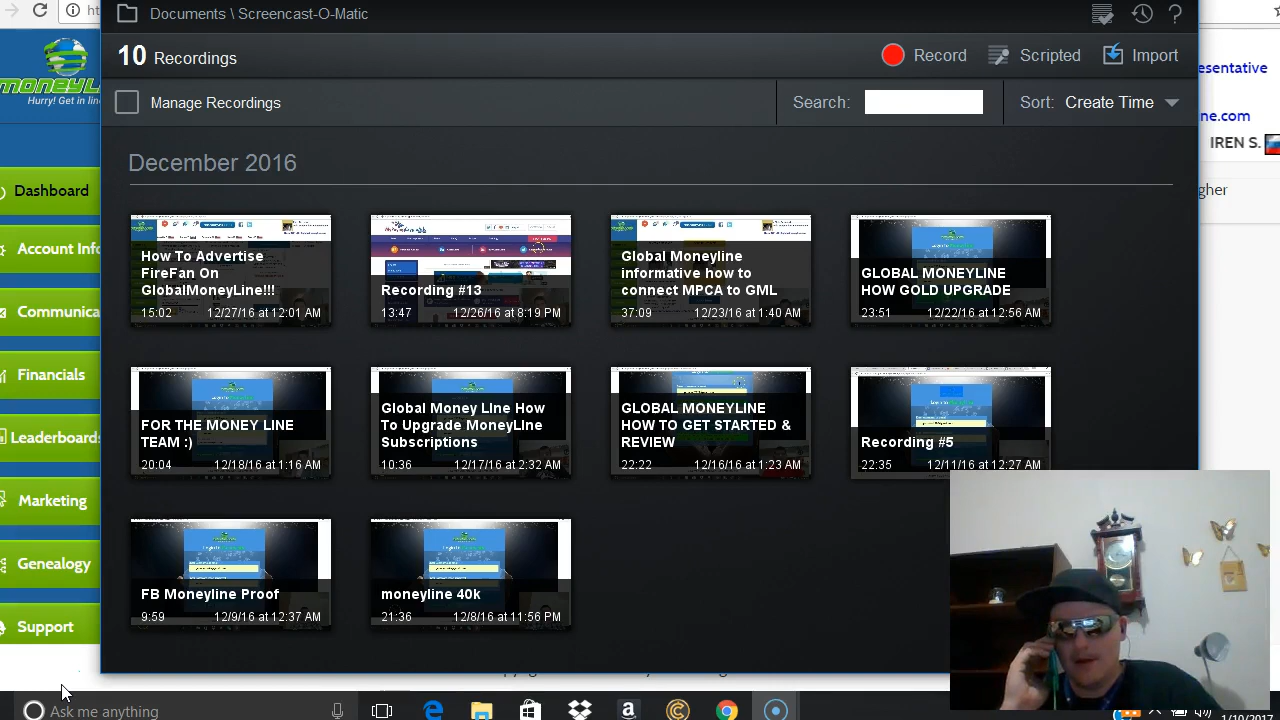 Documents \ Screencast-O-Matic
10 Recordings
Record
Scripted
Import
Manage Recordings
Search:
Sort: Create Time
esentative
ne.com
IREN S.
gher
MONEYL
Hurry! Get in lin
Dashboard
Account Info
Communica
Financials
Leaderboards
Marketing
Genealogy
Support
December 2016
How To Advertise
FireFan On
GlobalMoneyLine!!!
15:02 12/27/16 at 12:01 AM
Recording #13
13:47 12/26/16 at 8:19 PM
Global Moneyline
informative how to
connect MPCA to GML
37:09 12/23/16 at 1:40 AM
GLOBAL MONEYLINE
HOW GOLD UPGRADE
23:51 12/22/16 at 12:56 AM
FOR THE MONEY LINE
TEAM :)
20:04 12/18/16 at 1:16 AM
Global Money LIne How
To Upgrade MoneyLIne
Subscriptions
10:36 12/17/16 at 2:32 AM
GLOBAL MONEYLINE
HOW TO GET STARTED &
REVIEW
22:22 12/16/16 at 1:23 AM
Recording #5
22:35 12/11/16 at 12:27 AM
FB Moneyline Proof
9:59 12/9/16 at 12:37 AM
moneyline 40k
21:36 12/8/16 at 11:56 PM
Ask me anything
1/10/2017